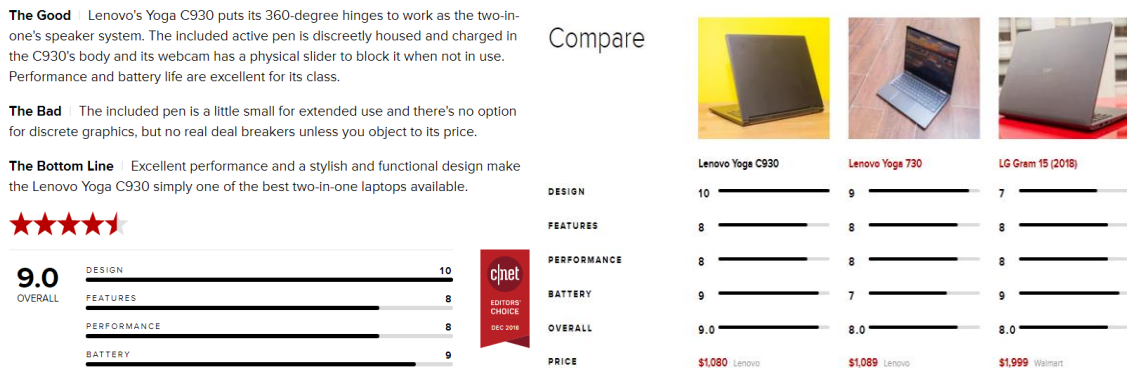 The Good | Lenovo's Yoga C930 puts its 360-degree hinges to work as the two-in-
one's speaker system. The included active pen is discreetly housed and charged in
the C930's body and its webcam has a physical slider to block it when not in use.
Performance and battery life are excellent for its class.
The Bad | The included pen is a little small for extended use and there's no option
for discrete graphics, but no real deal breakers unless you object to its price.
The Bottom Line | Excellent performance and a stylish and functional design make
the Lenovo Yoga C930 simply one of the best two-in-one laptops available.
9.0
OVERALL
DESIGN 10
FEATURES 8
PERFORMANCE 8
BATTERY 9
c|net
EDITORS'
CHOICE
DEC 2018
Compare
Lenovo Yoga C930 Lenovo Yoga 730 LG Gram 15 (2018)
DESIGN 10 9 7
FEATURES 8 8 8
PERFORMANCE 8 8 8
BATTERY 9 7 9
OVERALL 9.0 8.0 8.0
PRICE $1,080 Lenovo $1,089 Lenovo $1,999 Walmart